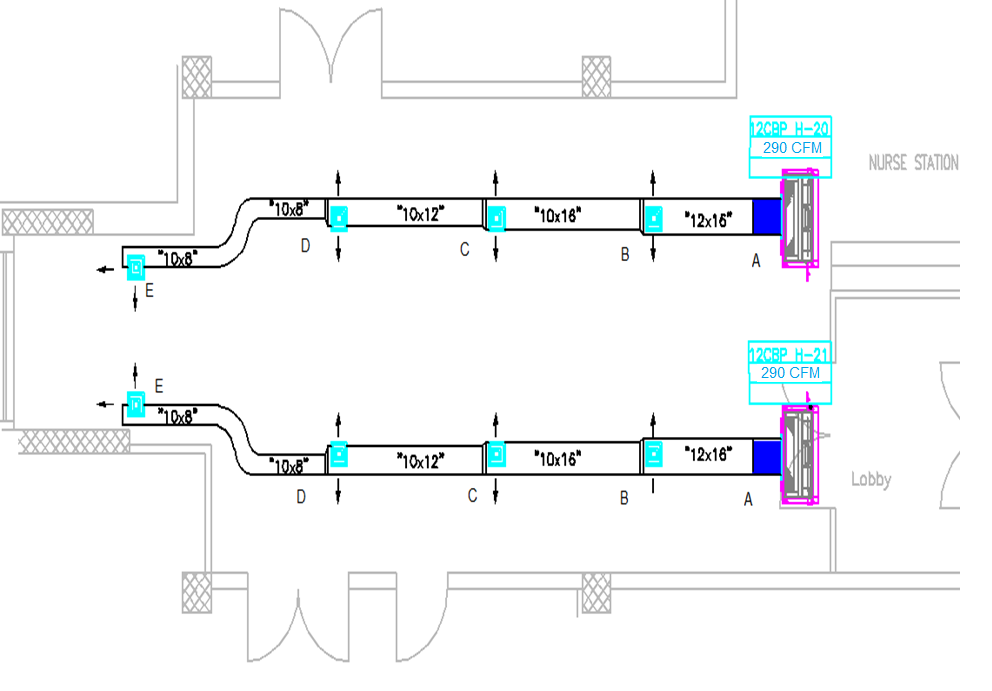 12CBP H-20
290 CFM
NURSE STATION
"10x8"
"10x12"
"10x16"
"12x16"
D
C
B
A
"10x8"
E
12CBP H-21
290 CFM
E
"10x8"
"10x8"
"10x12"
"10x16"
"12x16"
Lobby
D
C
B
A